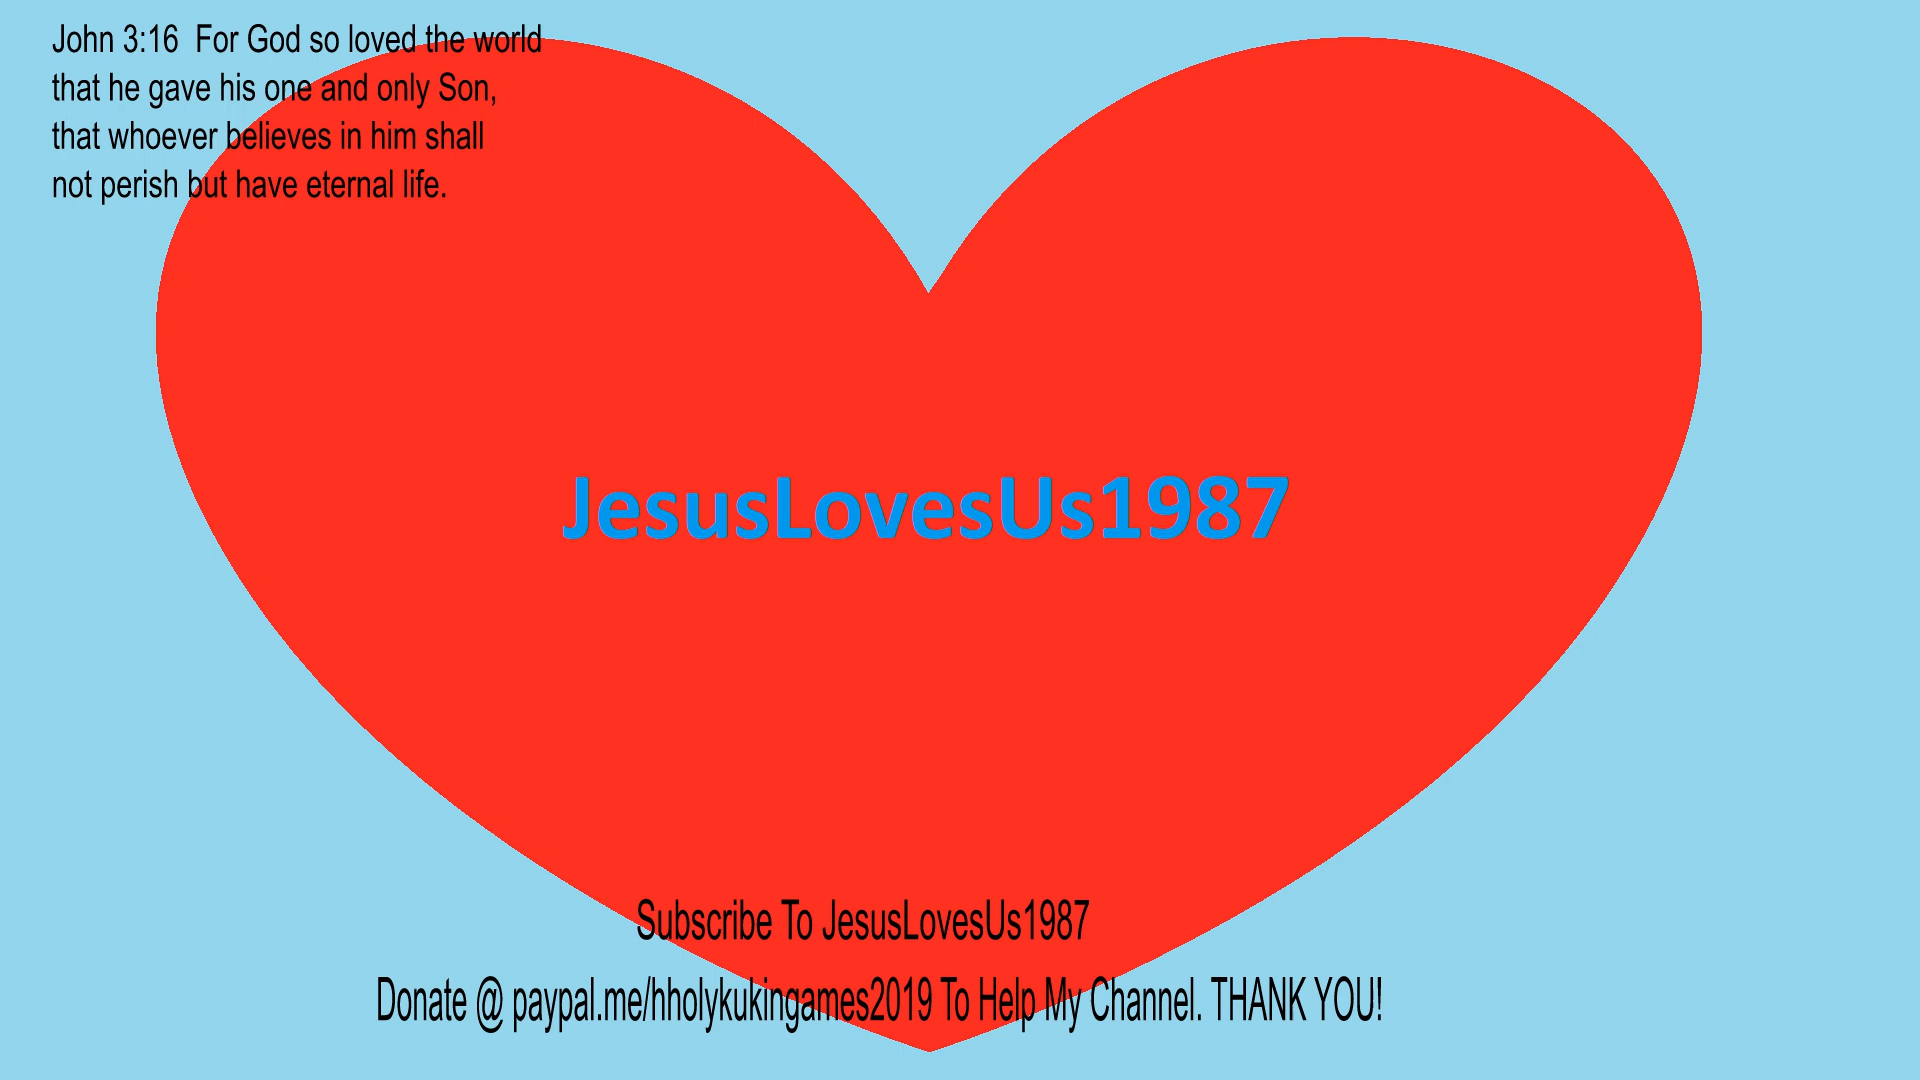 John 3:16  For God so loved the world
that he gave his one and only Son,
that whoever believes in him shall
not perish but have eternal life.
JesusLovesUs1987
Subscribe To JesusLovesUs1987
Donate @ paypal.me/hholykukingames2019 To Help My Channel. THANK YOU!